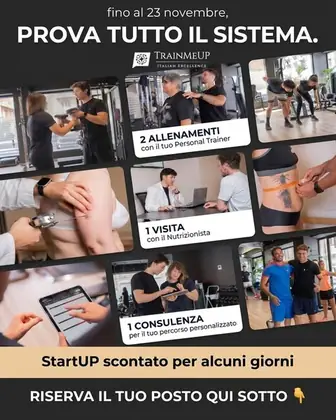 fino al 23 novembre,
PROVA TUTTO IL SISTEMA.
TRAINMEUP
ITALIAN EXCELLENCE
2 ALLENAMENTI
con il tuo Personal Trainer
1 VISITA
con il Nutrizionista
1 CONSULENZA
per il tuo percorso personalizzato
StartUP scontato per alcuni giorni
RISERVA IL TUO POSTO QUI SOTTO 👇